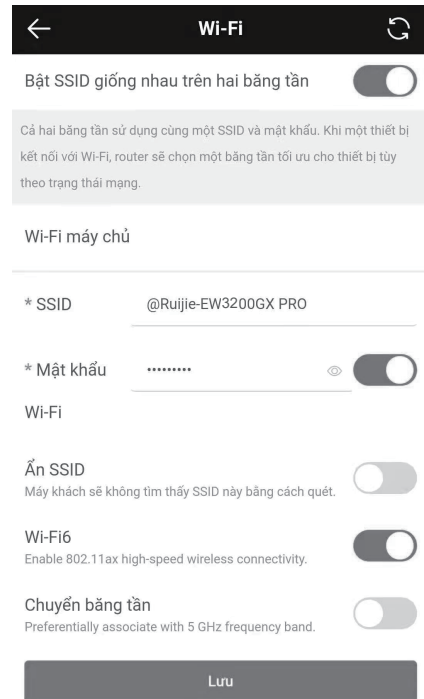 Wi-Fi
Bật SSID giống nhau trên hai băng tần
Cả hai băng tần sử dụng cùng một SSID và mật khẩu. Khi một thiết bị
kết nối với Wi-Fi, router sẽ chọn một băng tần tối ưu cho thiết bị tùy
theo trạng thái mạng.
Wi-Fi máy chủ
* SSID @Ruijie-EW3200GX PRO
* Mật khẩu •••••••••
Wi-Fi
Ẩn SSID
Máy khách sẽ không tìm thấy SSID này bằng cách quét.
Wi-Fi6
Enable 802.11ax high-speed wireless connectivity.
Chuyển băng tần
Preferentially associate with 5 GHz frequency band.
Lưu